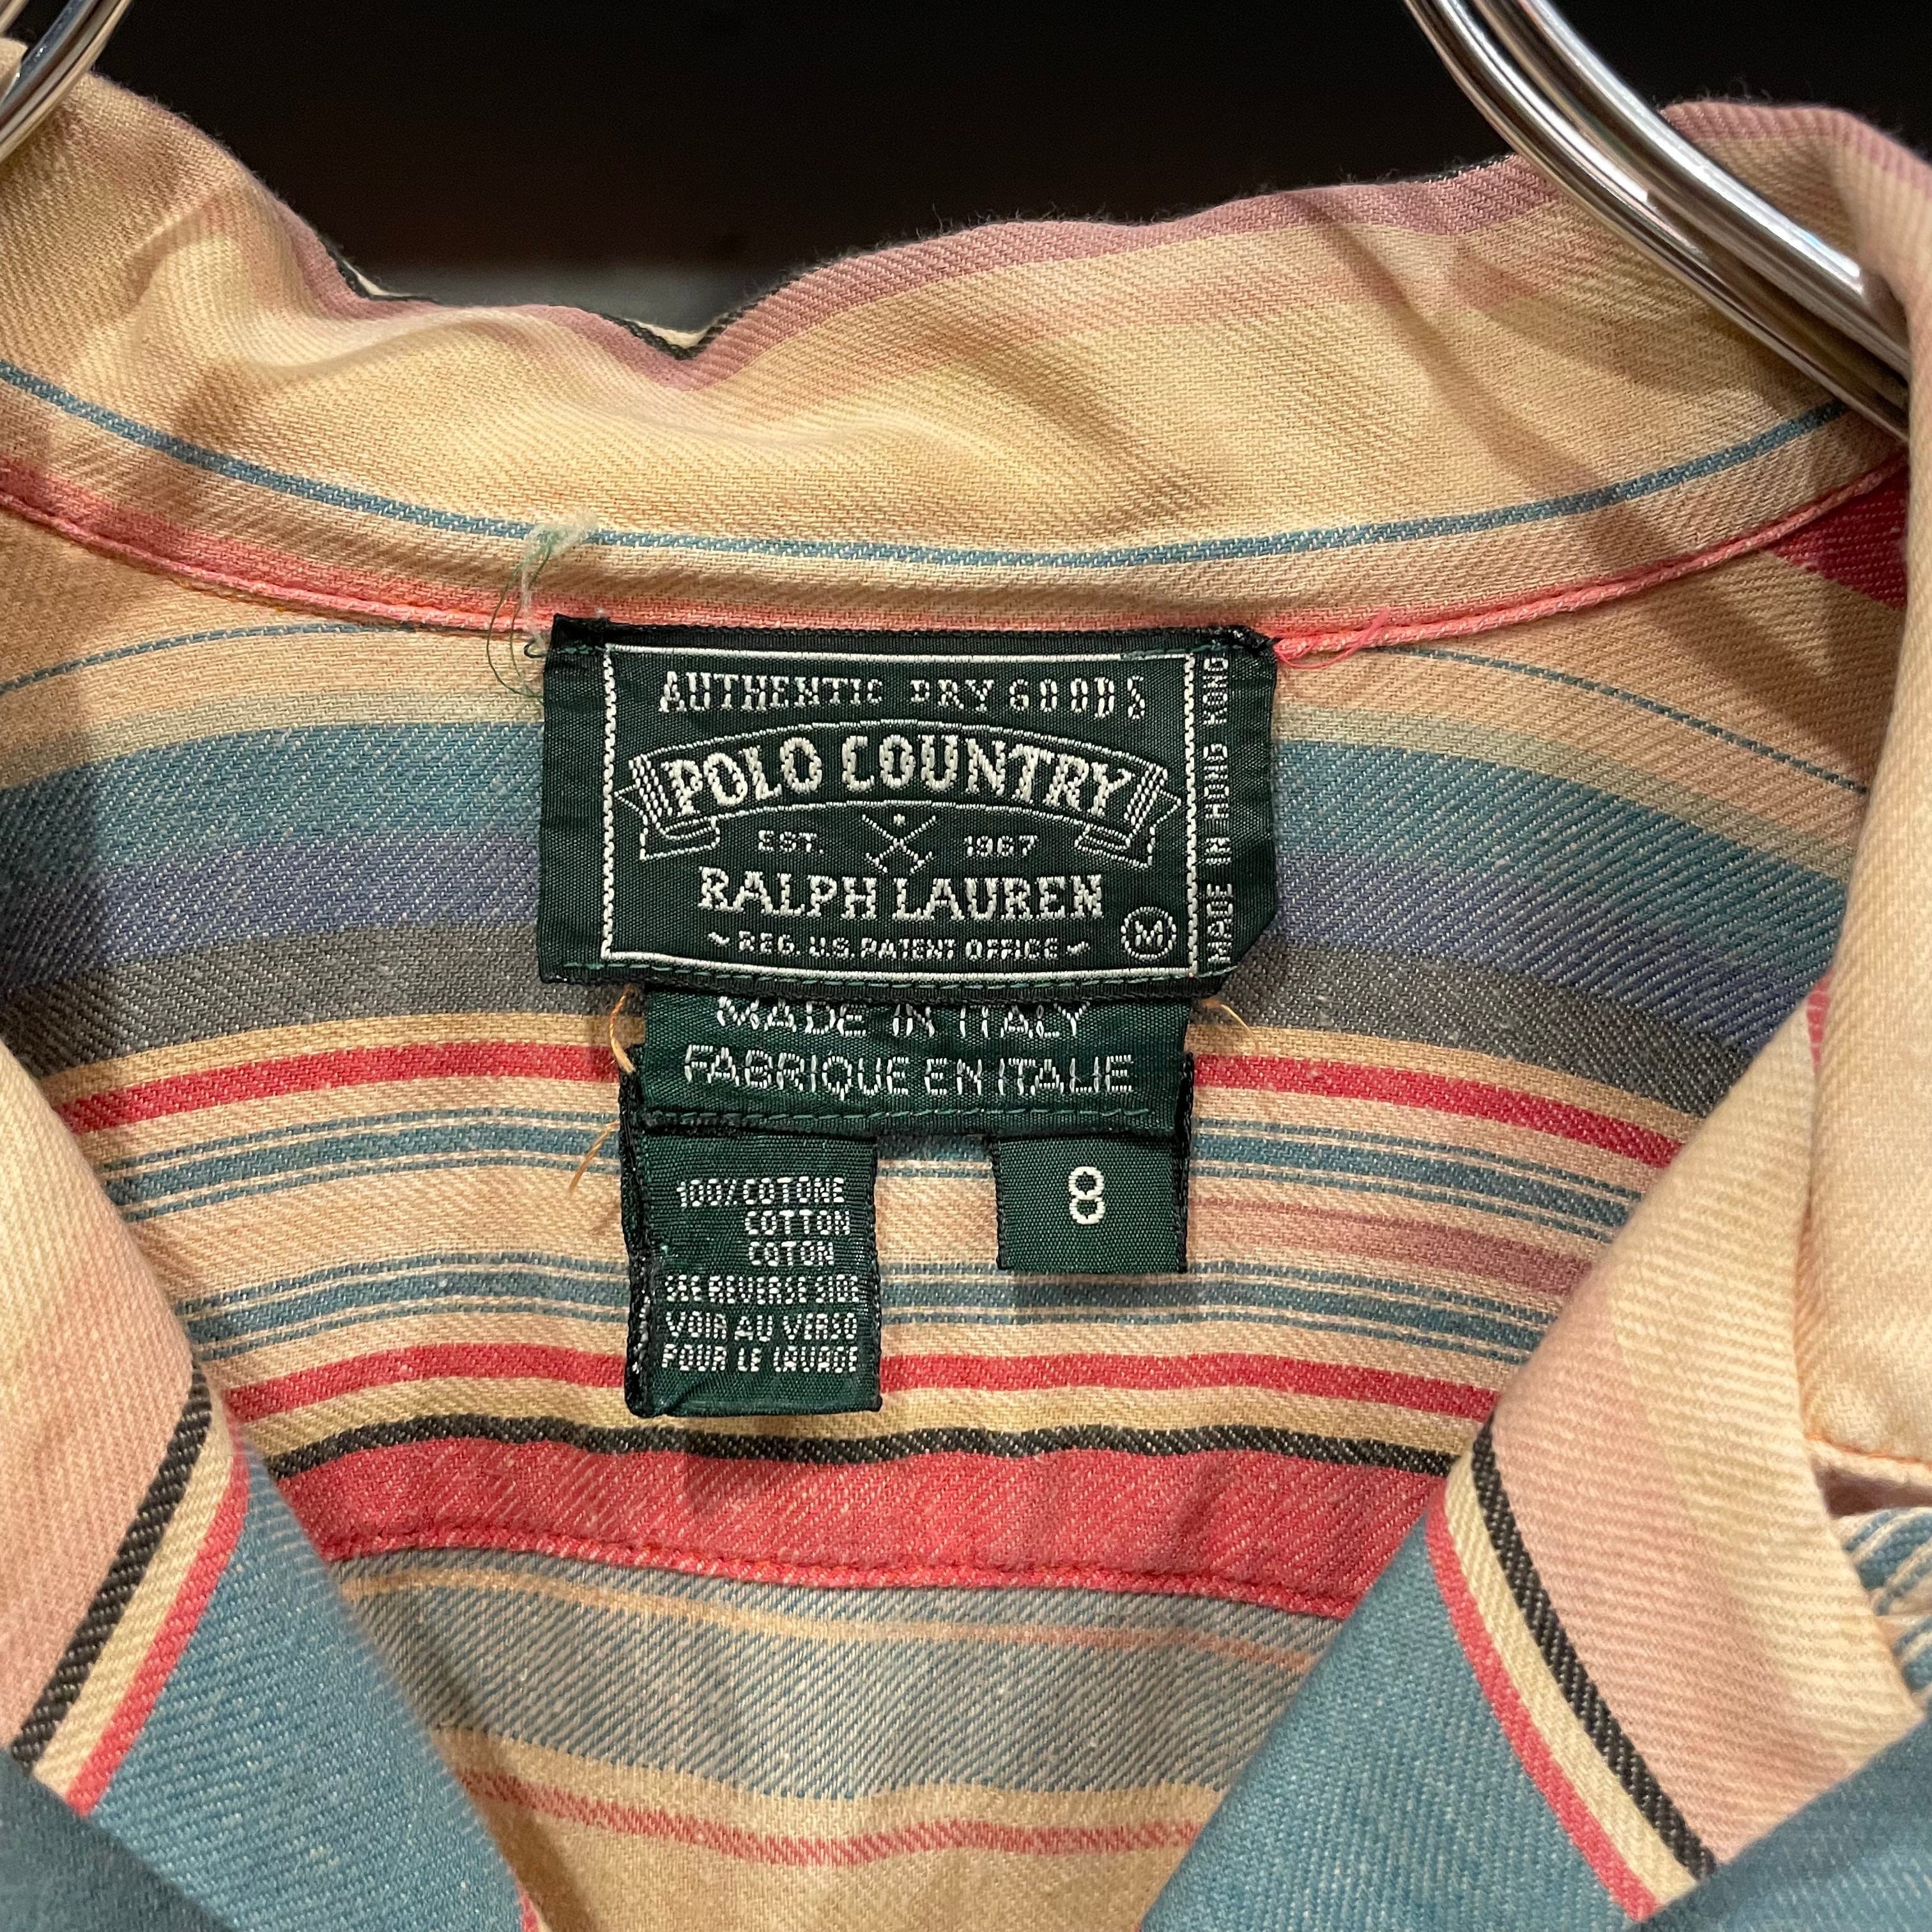 AUTHENTIC DRY GOODS
POLO COUNTRY
EST. 1967
RALPH LAUREN
REG. U.S. PATENT OFFICE
M
MADE IN HONG KONG
MADE IN ITALY
FABRIQUE EN ITALIE
100% COTONE
COTTON
COTON
SEE REVERSE SIDE
VOIR AU VERSO
POUR LE LAVAGE
8